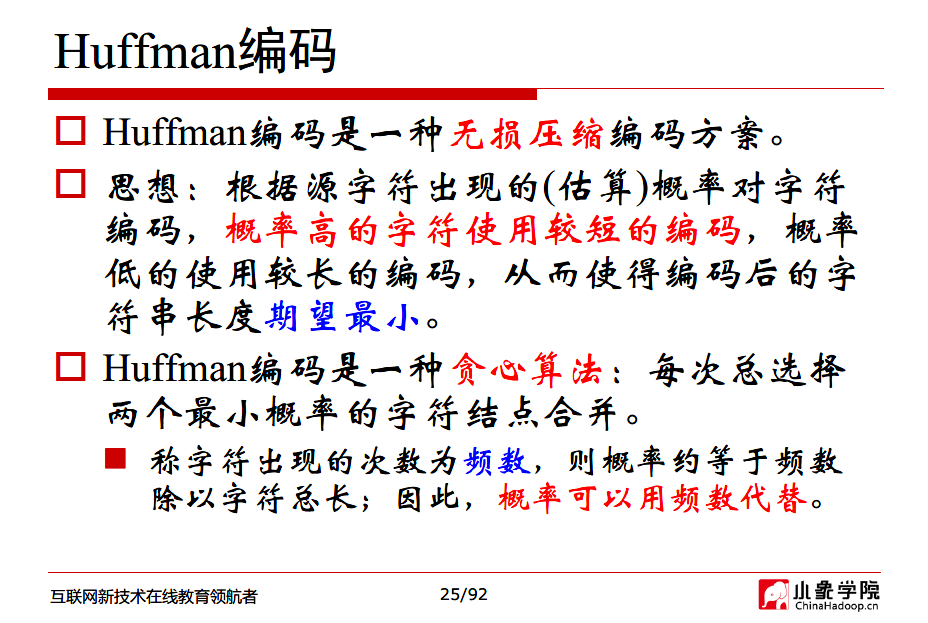 Huffman编码
Huffman编码是一种无损压缩编码方案。
思想：根据源字符出现的(估算)概率对字符
编码，概率高的字符使用较短的编码，概率
低的使用较长的编码，从而使得编码后的字
符串长度期望最小。
Huffman编码是一种贪心算法：每次总选择
两个最小概率的字符结点合并。
称字符出现的次数为频数，则概率约等于频数
除以字符总长；因此，概率可以用频数代替。
互联网新技术在线教育领航者
25/92
小象学院
ChinaHadoop.cn